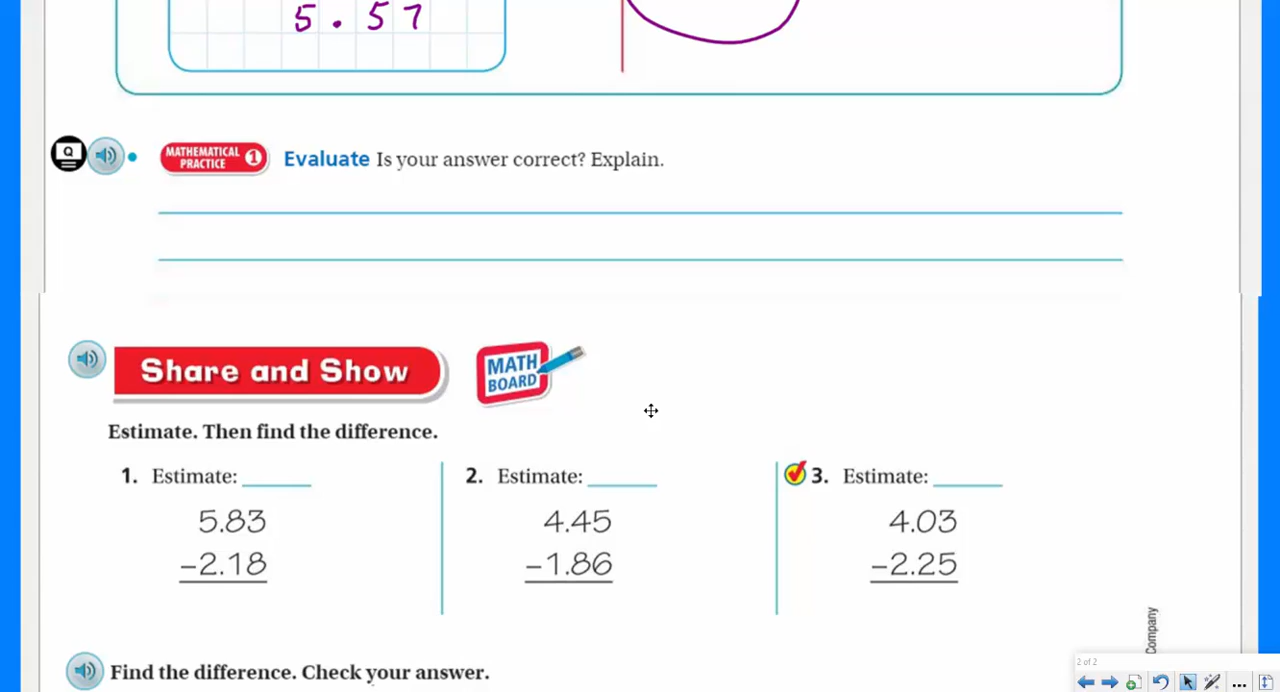 5.57
Q
MATHEMATICAL PRACTICE 1 Evaluate Is your answer correct? Explain.
Share and Show
MATH BOARD
Estimate. Then find the difference.
1. Estimate: 2. Estimate: 3. Estimate:
5.83 4.45 4.03
−2.18 −1.86 −2.25
Company
Find the difference. Check your answer.
2 of 2